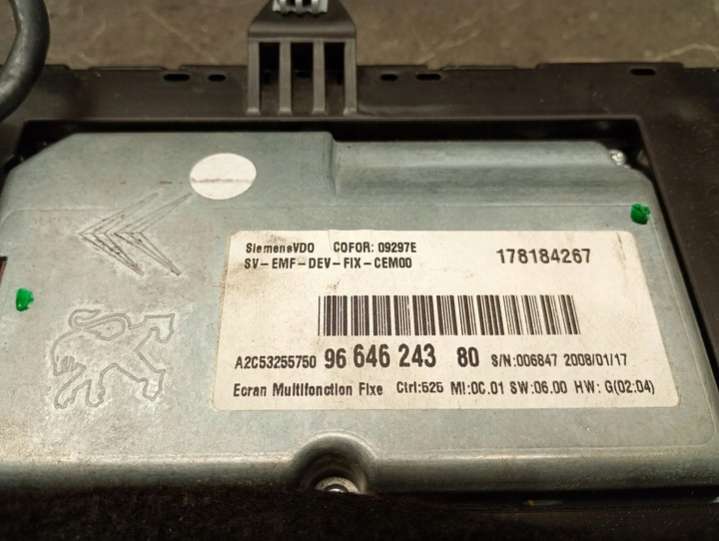 SiemensVDO COFOR: 09297E
SV-EMF-DEV-FIX-CEM00
178184267
A2C53255750 96 646 243 80 S/N:006847 2008/01/17
Ecran Multifonction Fixe Ctrl:525 MI:0C.01 SW:06.00 HW: G(02:04)